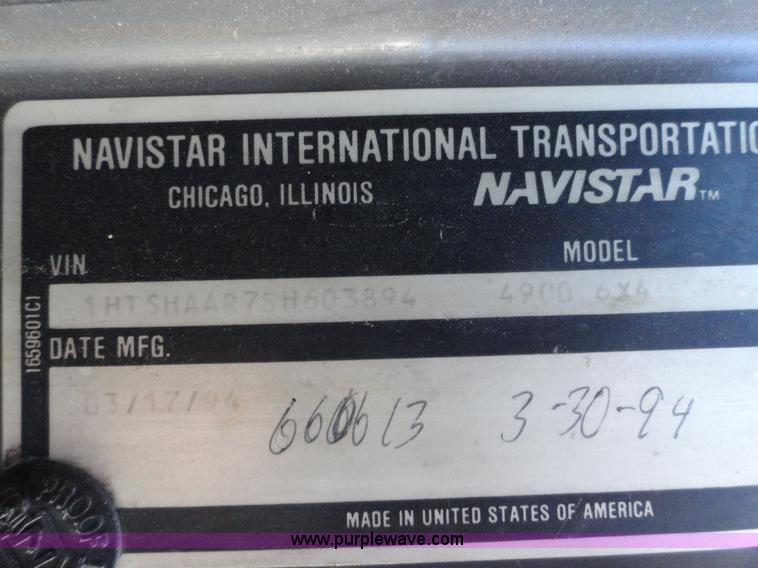 NAVISTAR INTERNATIONAL TRANSPORTATIO
CHICAGO, ILLINOIS NAVISTAR™
VIN MODEL
1HTSHAAR7SH603894 4900 6X4
1659601C1
DATE MFG.
03/17/94
660613 3-30-94
PROOF
MADE IN UNITED STATES OF AMERICA
www.purplewave.com